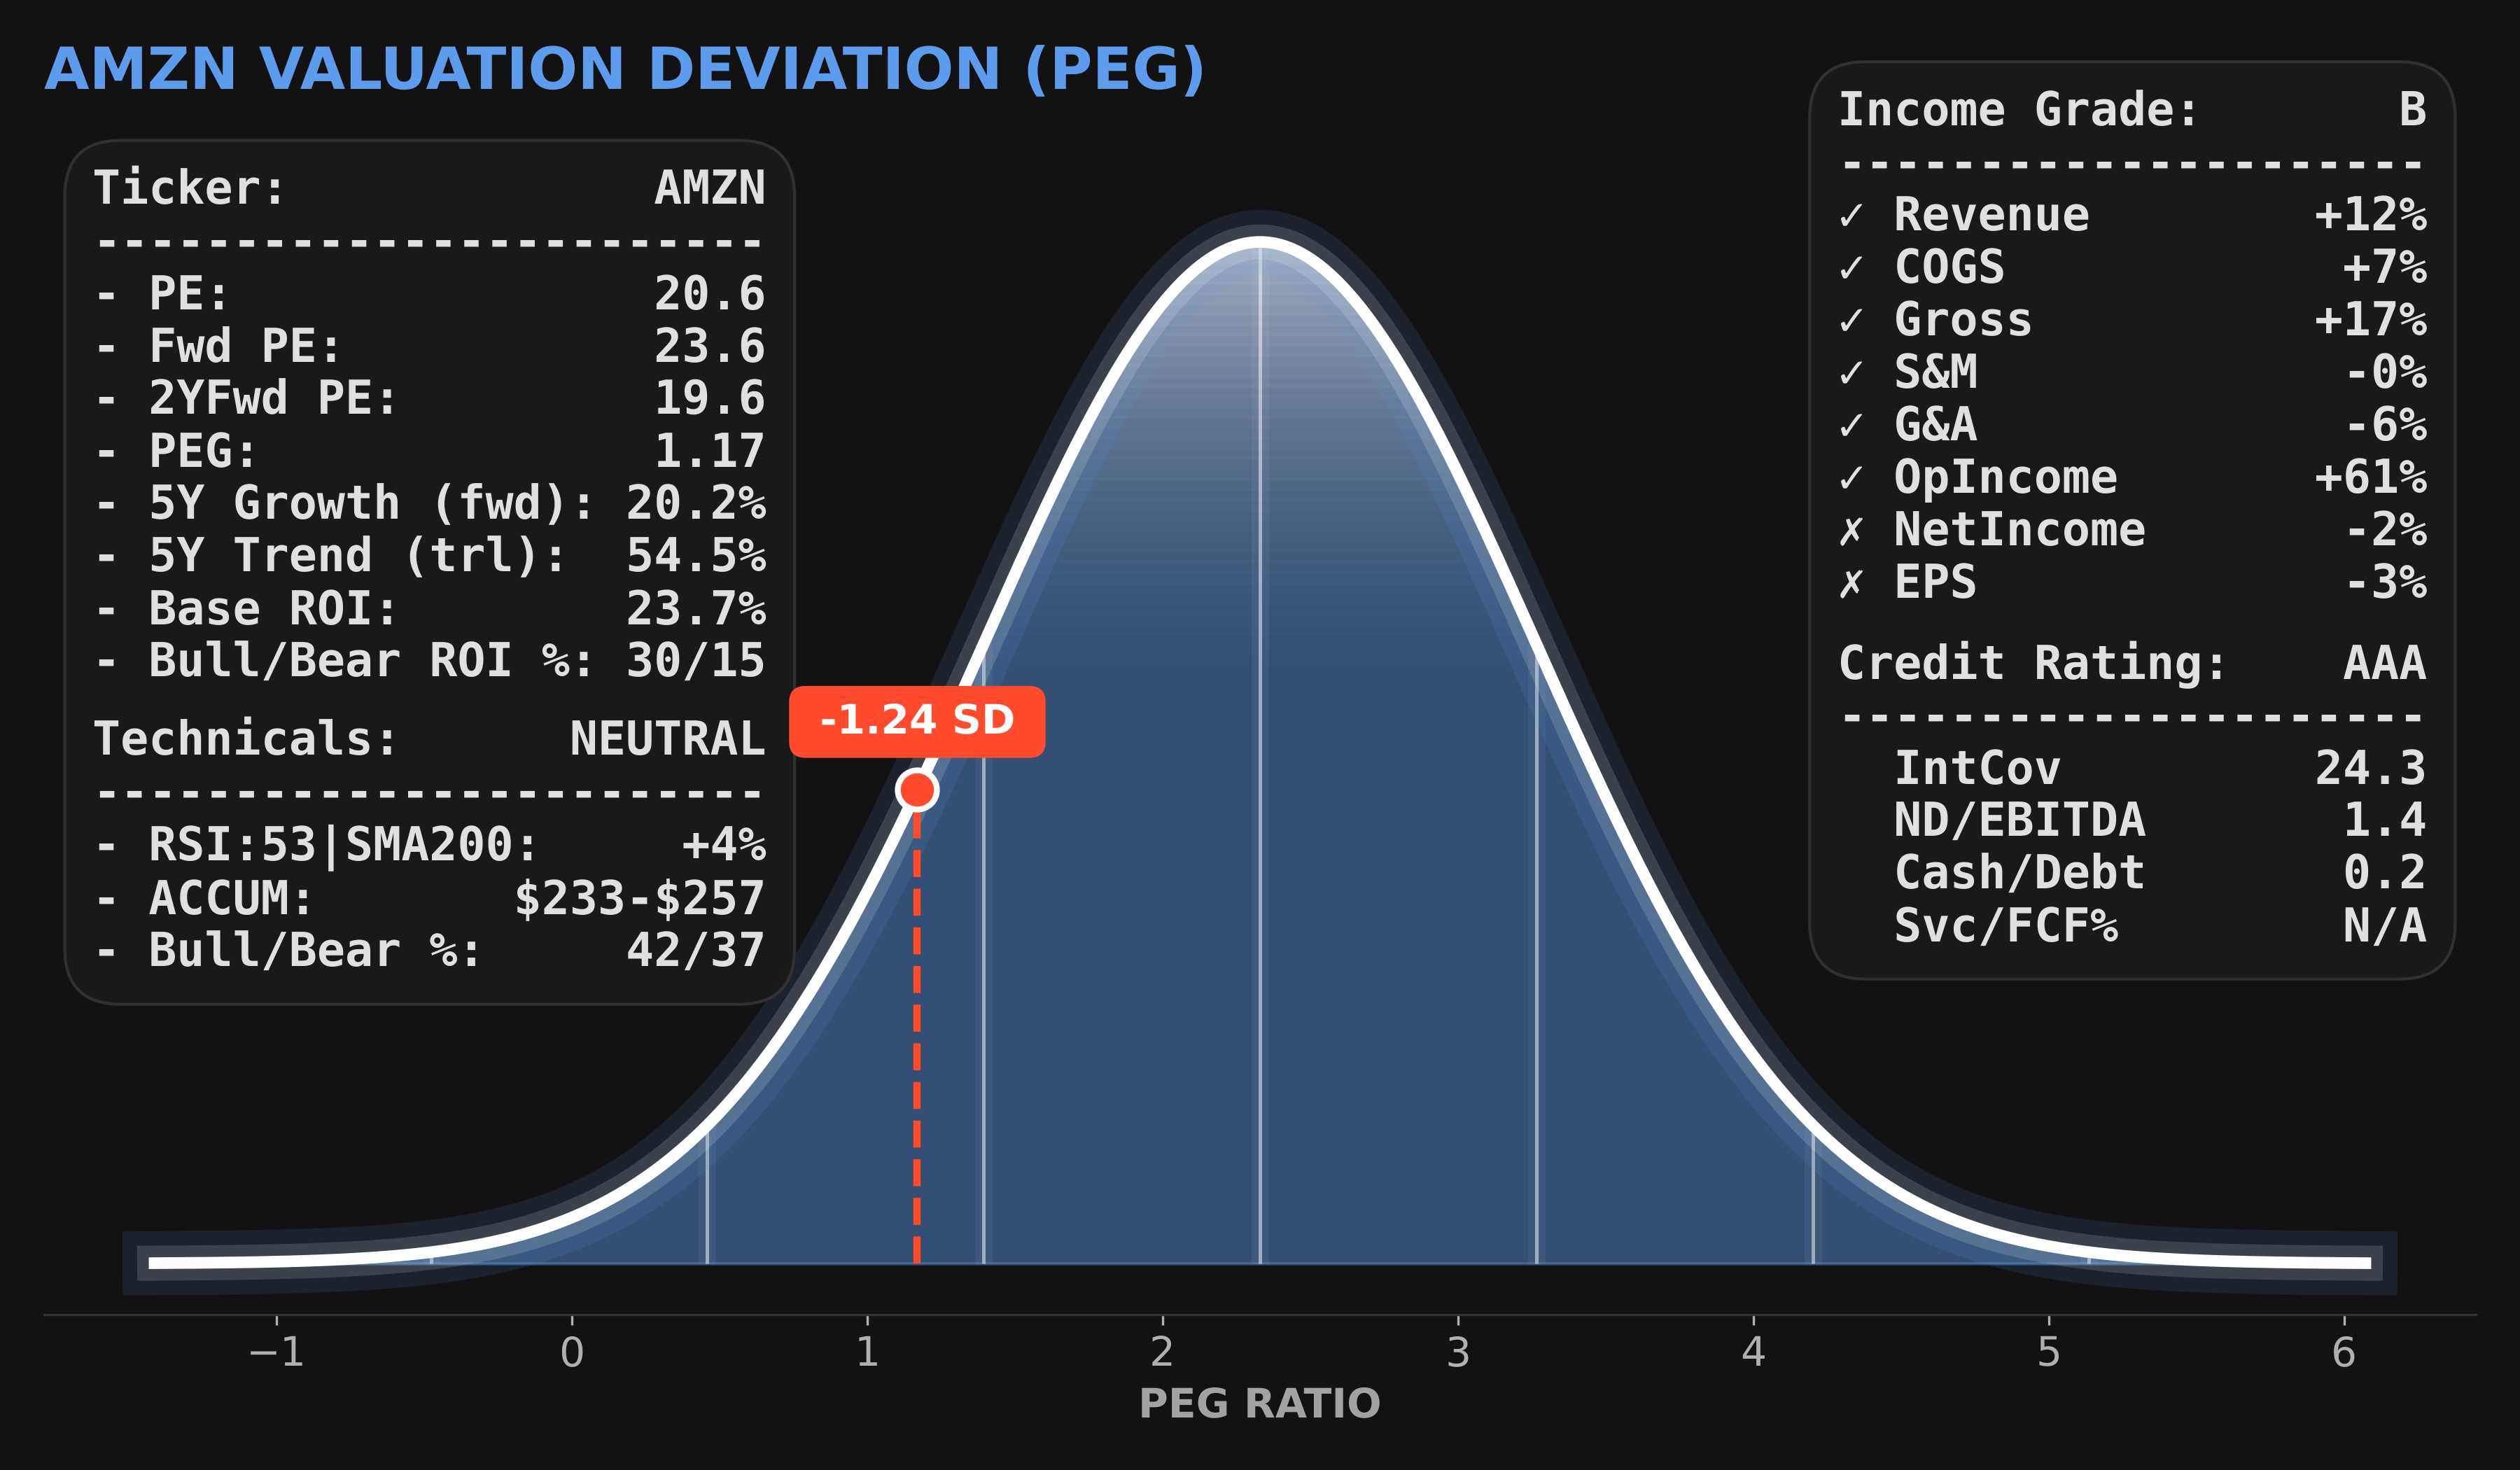 AMZN VALUATION DEVIATION (PEG)
Ticker: AMZN
------------------------
- PE: 20.6
- Fwd PE: 23.6
- 2YFwd PE: 19.6
- PEG: 1.17
- 5Y Growth (fwd): 20.2%
- 5Y Trend (trl): 54.5%
- Base ROI: 23.7%
- Bull/Bear ROI %: 30/15
Technicals: NEUTRAL
------------------------
- RSI:53|SMA200: +4%
- ACCUM: $233-$257
- Bull/Bear %: 42/37
-1.24 SD
Income Grade: B
---------------------
✓ Revenue +12%
✓ COGS +7%
✓ Gross +17%
✓ S&M -0%
✓ G&A -6%
✓ OpIncome +61%
✗ NetIncome -2%
✗ EPS -3%
Credit Rating: AAA
---------------------
IntCov 24.3
ND/EBITDA 1.4
Cash/Debt 0.2
Svc/FCF% N/A
−1 0 1 2 3 4 5 6
PEG RATIO